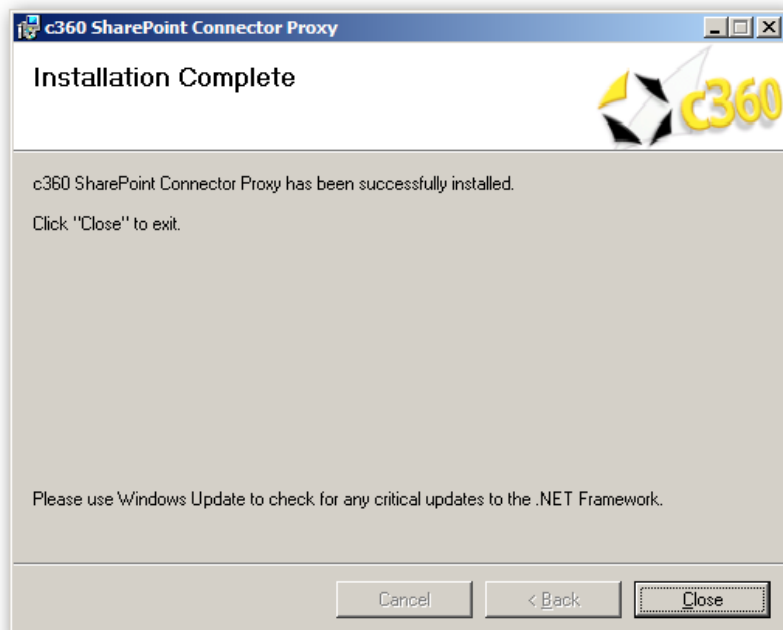 c360 SharePoint Connector Proxy
Installation Complete
c360
c360 SharePoint Connector Proxy has been successfully installed.
Click "Close" to exit.
Please use Windows Update to check for any critical updates to the .NET Framework.
Cancel
< Back
Close